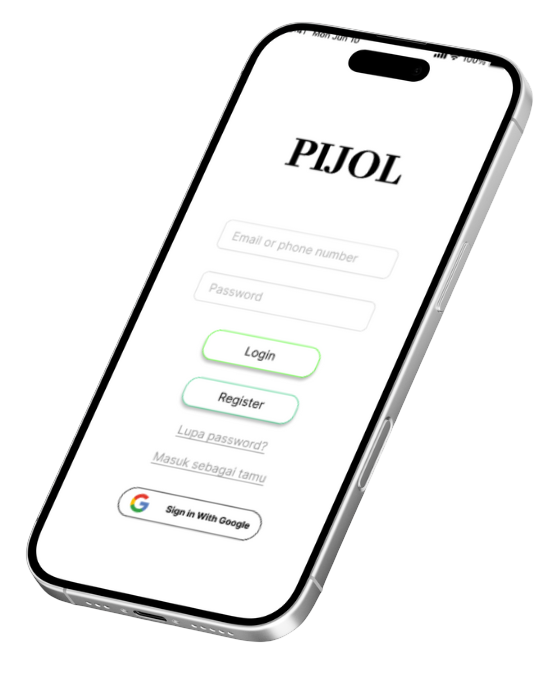 Mon Jun 10
100%
PIJOL
Email or phone number
Password
Login
Register
Lupa password?
Masuk sebagai tamu
Sign in With Google